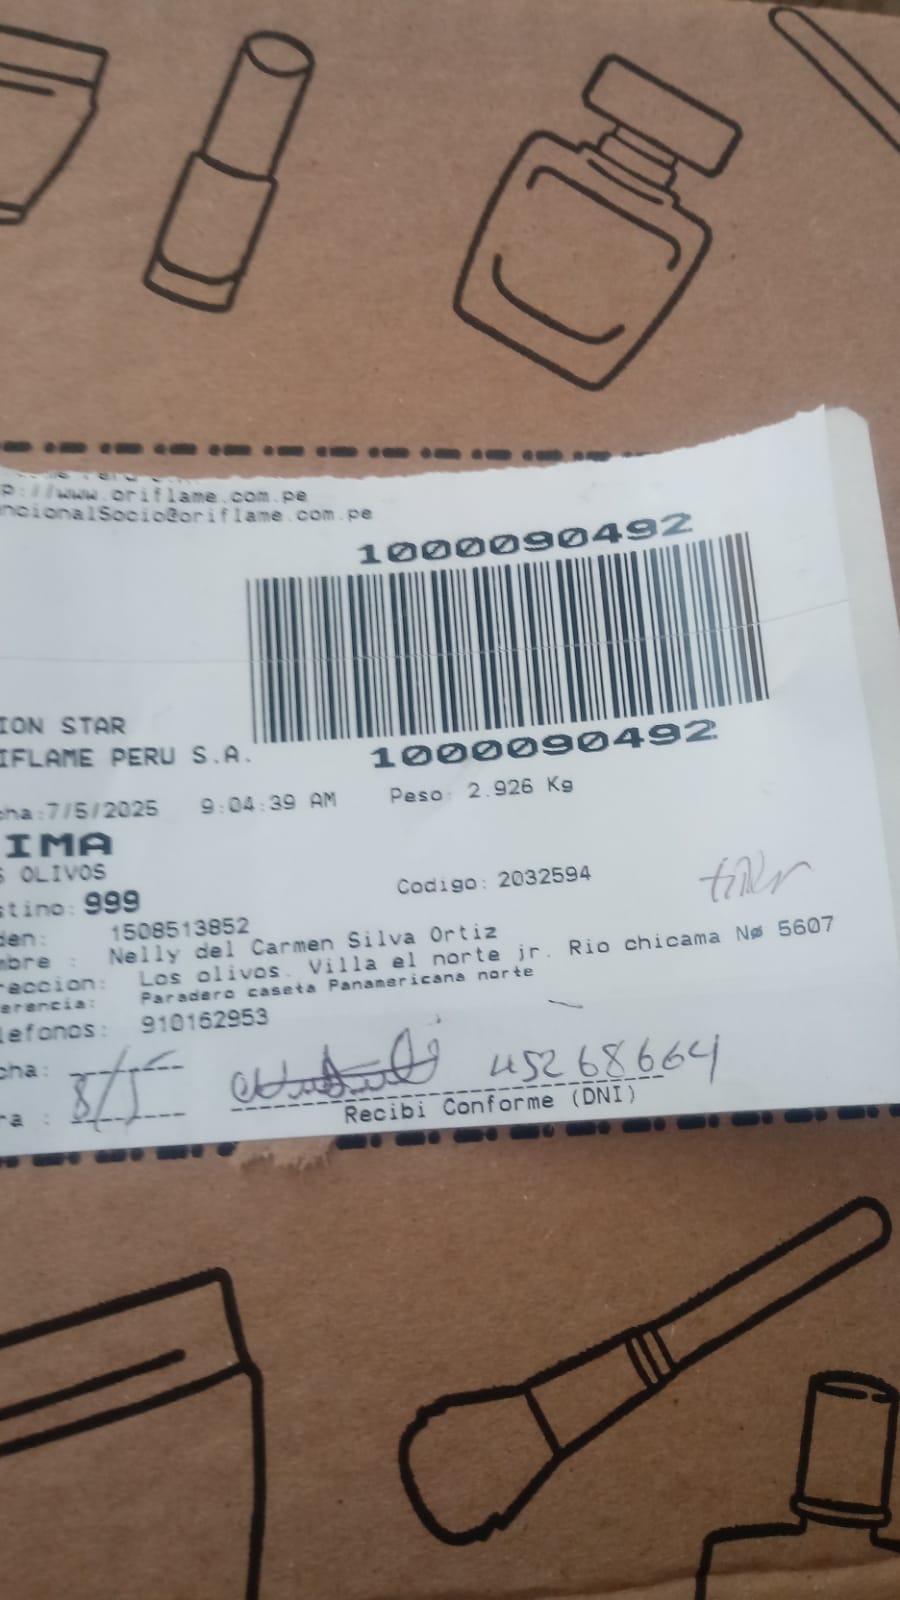 p://www.oriflame.com.pe
ncionalSocio@oriflame.com.pe
1000090492
1000090492
ION STAR
IFLAME PERU S.A.
cha:7/5/2025 9:04:39 AM Peso: 2.926 Kg
IMA
S OLIVOS
Codigo: 2032594
stino: 999
den: 1508513852
mbre : Nelly del Carmen Silva Ortiz
reccion: Los olivos. Villa el norte jr. Rio chicama Nø 5607
erencia: Paradero caseta Panamericana norte
lefonos: 910162953
cha: 8/5
45268664
ra :
Recibi Conforme (DNI)